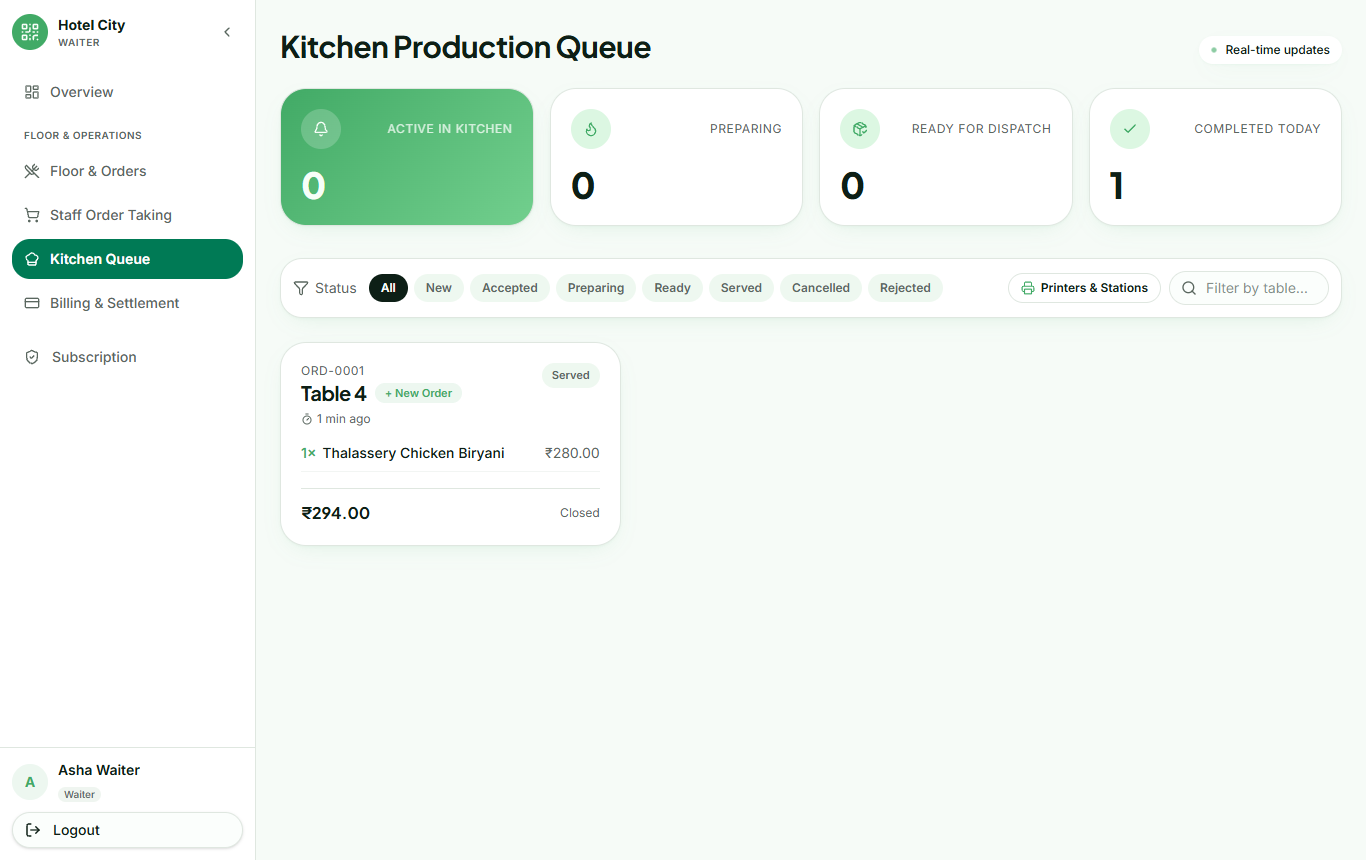 Hotel City
WAITER
Overview
FLOOR & OPERATIONS
Floor & Orders
Staff Order Taking
Kitchen Queue
Billing & Settlement
Subscription
A
Asha Waiter
Waiter
Logout
Kitchen Production Queue
Real-time updates
ACTIVE IN KITCHEN
0
PREPARING
0
READY FOR DISPATCH
0
COMPLETED TODAY
1
Status All New Accepted Preparing Ready Served Cancelled Rejected Printers & Stations Filter by table...
ORD-0001
Served
Table 4 + New Order
1 min ago
1× Thalassery Chicken Biryani ₹280.00
₹294.00 Closed